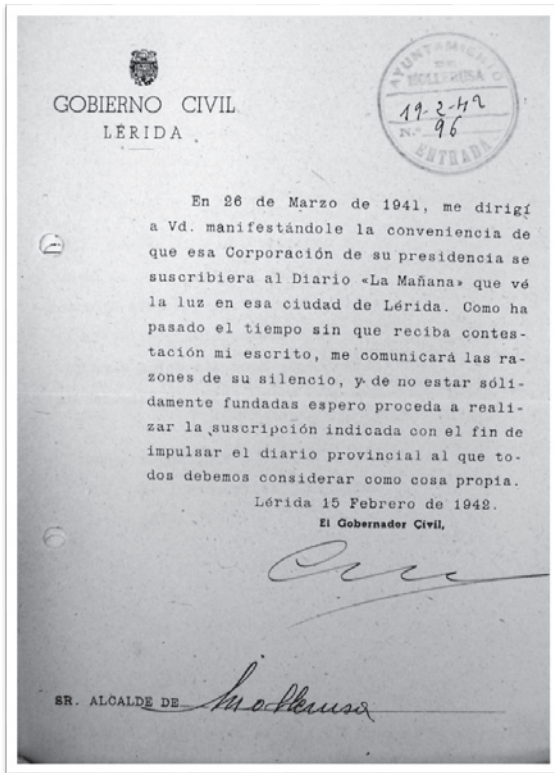 GOBIERNO CIVIL
LÉRIDA
AYUNTAMIENTO
DE
MOLLERUSA
19-2-42
N.º 96
ENTRADA
En 26 de Marzo de 1941, me dirigí
a Vd. manifestándole la conveniencia de
que esa Corporación de su presidencia se
suscribiera al Diario «La Mañana» que vé
la luz en esa ciudad de Lérida. Como ha
pasado el tiempo sin que reciba contes-
tación mi escrito, me comunicará las ra-
zones de su silencio, y de no estar sóli-
damente fundadas espero proceda a reali-
zar la suscripción indicada con el fin de
impulsar el diario provincial al que to-
dos debemos considerar como cosa propia.
Lérida 15 Febrero de 1942.
El Gobernador Civil,
SR. ALCALDE DE Mollerusa